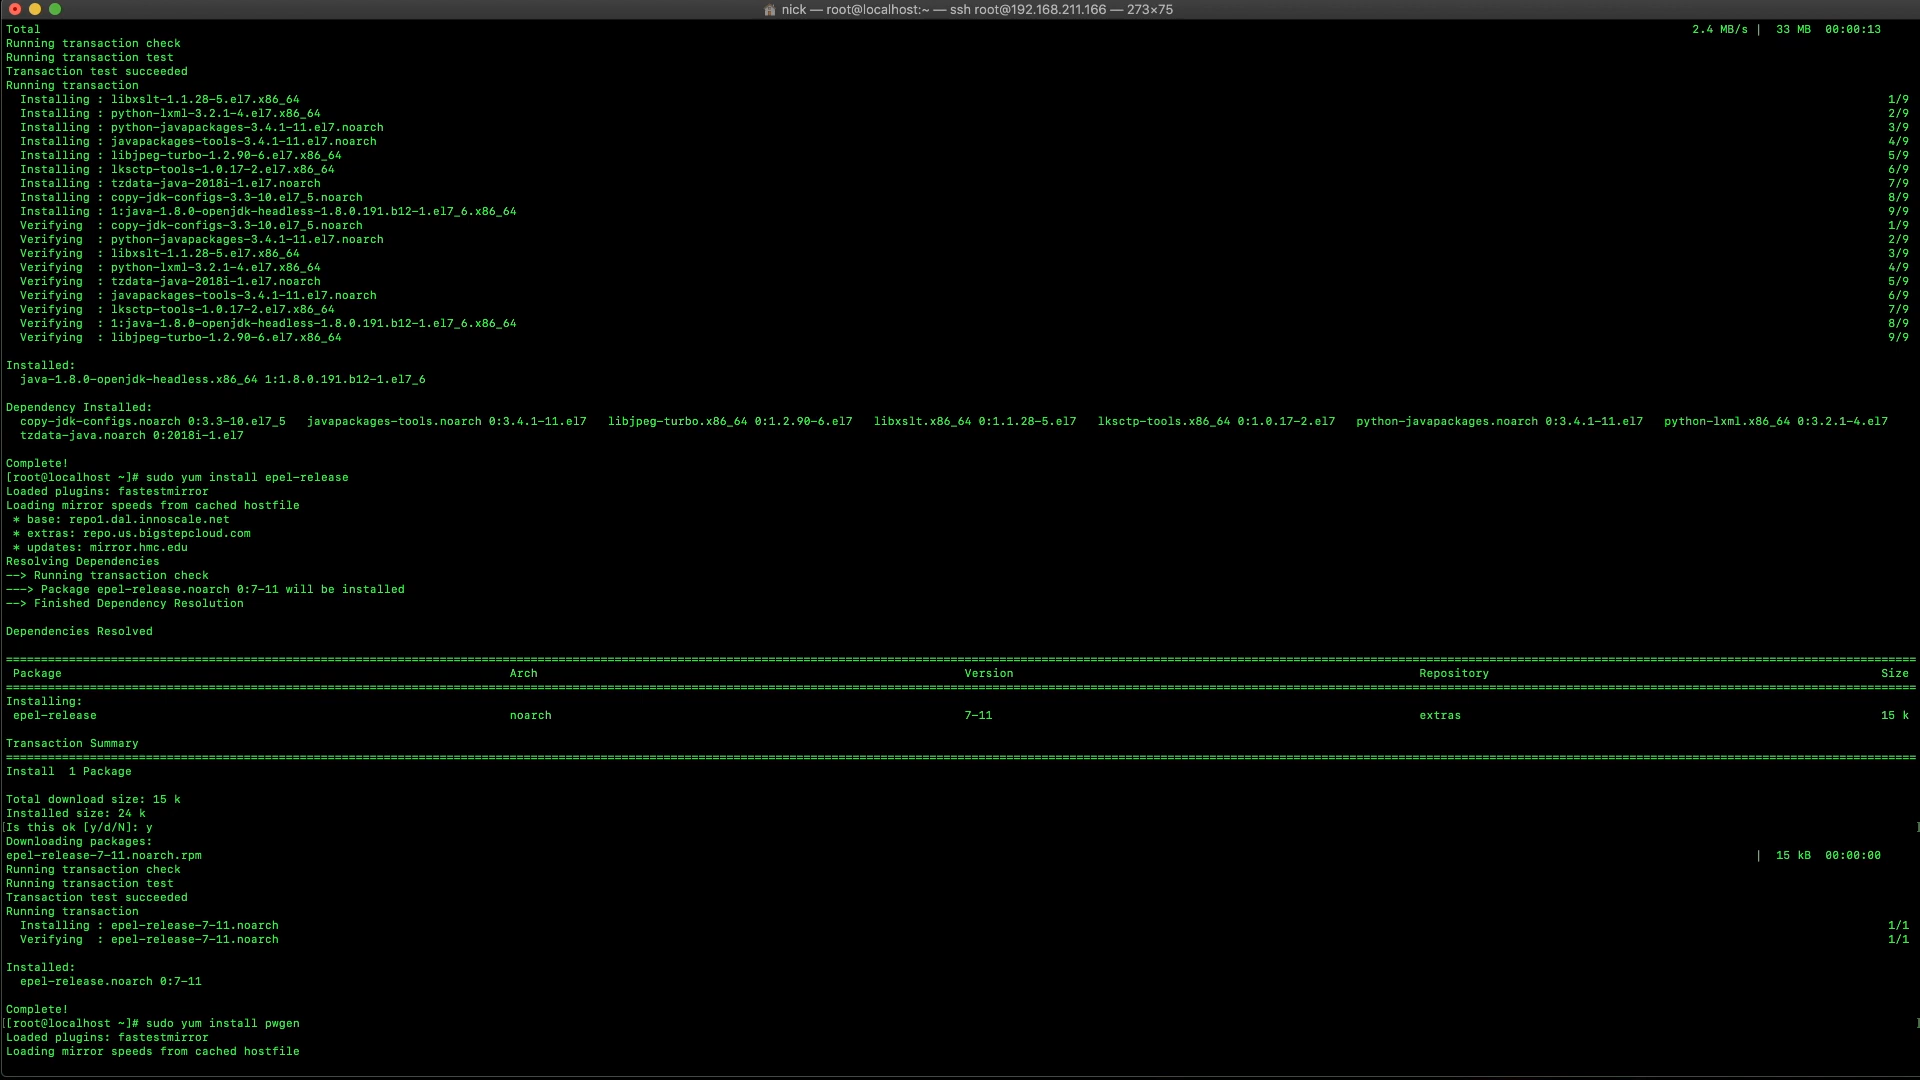 nick — root@localhost:~ — ssh root@192.168.211.166 — 273×75
Total 2.4 MB/s | 33 MB 00:00:13
Running transaction check
Running transaction test
Transaction test succeeded
Running transaction
Installing : libxslt-1.1.28-5.el7.x86_64 1/9
Installing : python-lxml-3.2.1-4.el7.x86_64 2/9
Installing : python-javapackages-3.4.1-11.el7.noarch 3/9
Installing : javapackages-tools-3.4.1-11.el7.noarch 4/9
Installing : libjpeg-turbo-1.2.90-6.el7.x86_64 5/9
Installing : lksctp-tools-1.0.17-2.el7.x86_64 6/9
Installing : tzdata-java-2018i-1.el7.noarch 7/9
Installing : copy-jdk-configs-3.3-10.el7_5.noarch 8/9
Installing : 1:java-1.8.0-openjdk-headless-1.8.0.191.b12-1.el7_6.x86_64 9/9
Verifying : copy-jdk-configs-3.3-10.el7_5.noarch 1/9
Verifying : python-javapackages-3.4.1-11.el7.noarch 2/9
Verifying : libxslt-1.1.28-5.el7.x86_64 3/9
Verifying : python-lxml-3.2.1-4.el7.x86_64 4/9
Verifying : tzdata-java-2018i-1.el7.noarch 5/9
Verifying : javapackages-tools-3.4.1-11.el7.noarch 6/9
Verifying : lksctp-tools-1.0.17-2.el7.x86_64 7/9
Verifying : 1:java-1.8.0-openjdk-headless-1.8.0.191.b12-1.el7_6.x86_64 8/9
Verifying : libjpeg-turbo-1.2.90-6.el7.x86_64 9/9
Installed:
java-1.8.0-openjdk-headless.x86_64 1:1.8.0.191.b12-1.el7_6
Dependency Installed:
copy-jdk-configs.noarch 0:3.3-10.el7_5 javapackages-tools.noarch 0:3.4.1-11.el7 libjpeg-turbo.x86_64 0:1.2.90-6.el7 libxslt.x86_64 0:1.1.28-5.el7 lksctp-tools.x86_64 0:1.0.17-2.el7 python-javapackages.noarch 0:3.4.1-11.el7 python-lxml.x86_64 0:3.2.1-4.el7
tzdata-java.noarch 0:2018i-1.el7
Complete!
[root@localhost ~]# sudo yum install epel-release
Loaded plugins: fastestmirror
Loading mirror speeds from cached hostfile
* base: repo1.dal.innoscale.net
* extras: repo.us.bigstepcloud.com
* updates: mirror.hmc.edu
Resolving Dependencies
--> Running transaction check
---> Package epel-release.noarch 0:7-11 will be installed
--> Finished Dependency Resolution
Dependencies Resolved
Package Arch Version Repository Size
Installing:
epel-release noarch 7-11 extras 15 k
Transaction Summary
Install 1 Package
Total download size: 15 k
Installed size: 24 k
[Is this ok [y/d/N]: y ]
Downloading packages:
epel-release-7-11.noarch.rpm | 15 kB 00:00:00
Running transaction check
Running transaction test
Transaction test succeeded
Running transaction
Installing : epel-release-7-11.noarch 1/1
Verifying : epel-release-7-11.noarch 1/1
Installed:
epel-release.noarch 0:7-11
Complete!
[[root@localhost ~]# sudo yum install pwgen ]
Loaded plugins: fastestmirror
Loading mirror speeds from cached hostfile